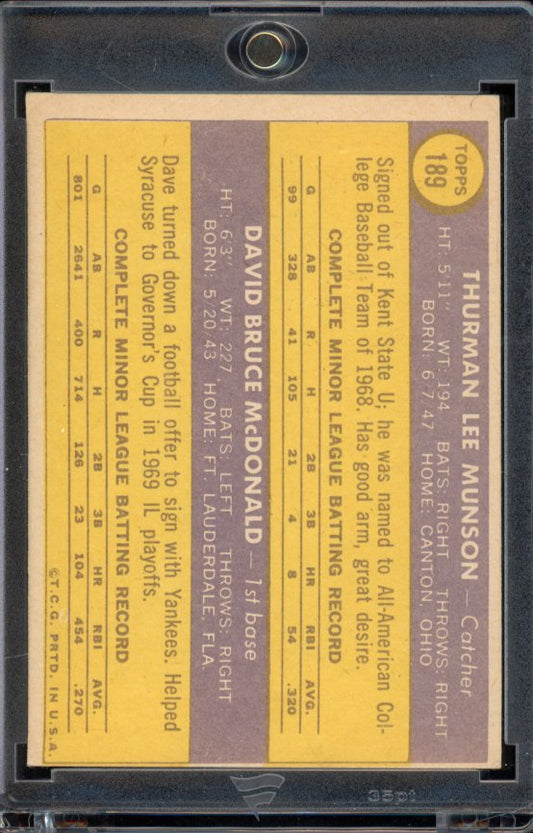 TOPPS
189
THURMAN LEE MUNSON — Catcher
HT: 5'11" WT: 194 BATS: RIGHT THROWS: RIGHT
BORN: 6/7/47 HOME: CANTON, OHIO
Signed out of Kent State U; he was named to All-American Col-
lege Baseball Team of 1968. Has good arm, great desire.
COMPLETE MINOR LEAGUE BATTING RECORD
G AB R H 2B 3B HR RBI AVG.
99 328 41 105 21 4 8 54 .320
DAVID BRUCE McDONALD — 1st base
HT: 6'3" WT: 227 BATS: LEFT THROWS: RIGHT
BORN: 5/20/43 HOME: FT. LAUDERDALE, FLA.
Dave turned down a football offer to sign with Yankees. Helped
Syracuse to Governor's Cup in 1969 IL playoffs.
COMPLETE MINOR LEAGUE BATTING RECORD
G AB R H 2B 3B HR RBI AVG.
801 2641 400 714 126 23 104 454 .270
©T.C.G. PRTD. IN U.S.A.
35pt